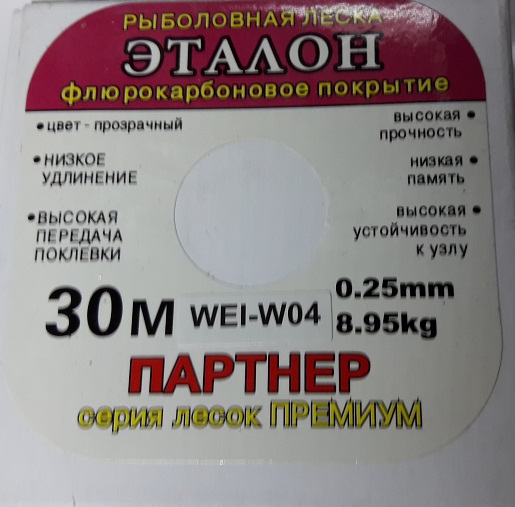 РЫБОЛОВНАЯ ЛЕСКА
ЭТАЛОН
флюрокарбоновое покрытие
•цвет - прозрачный
•НИЗКОЕ
УДЛИНЕНИЕ
•ВЫСОКАЯ
ПЕРЕДАЧА
ПОКЛЕВКИ
высокая •
прочность
низкая •
память
высокая •
устойчивость
к узлу
30м
WEI-W04
0.25mm
8.95kg
ПАРТНЕР
серия лесок ПРЕМИУМ